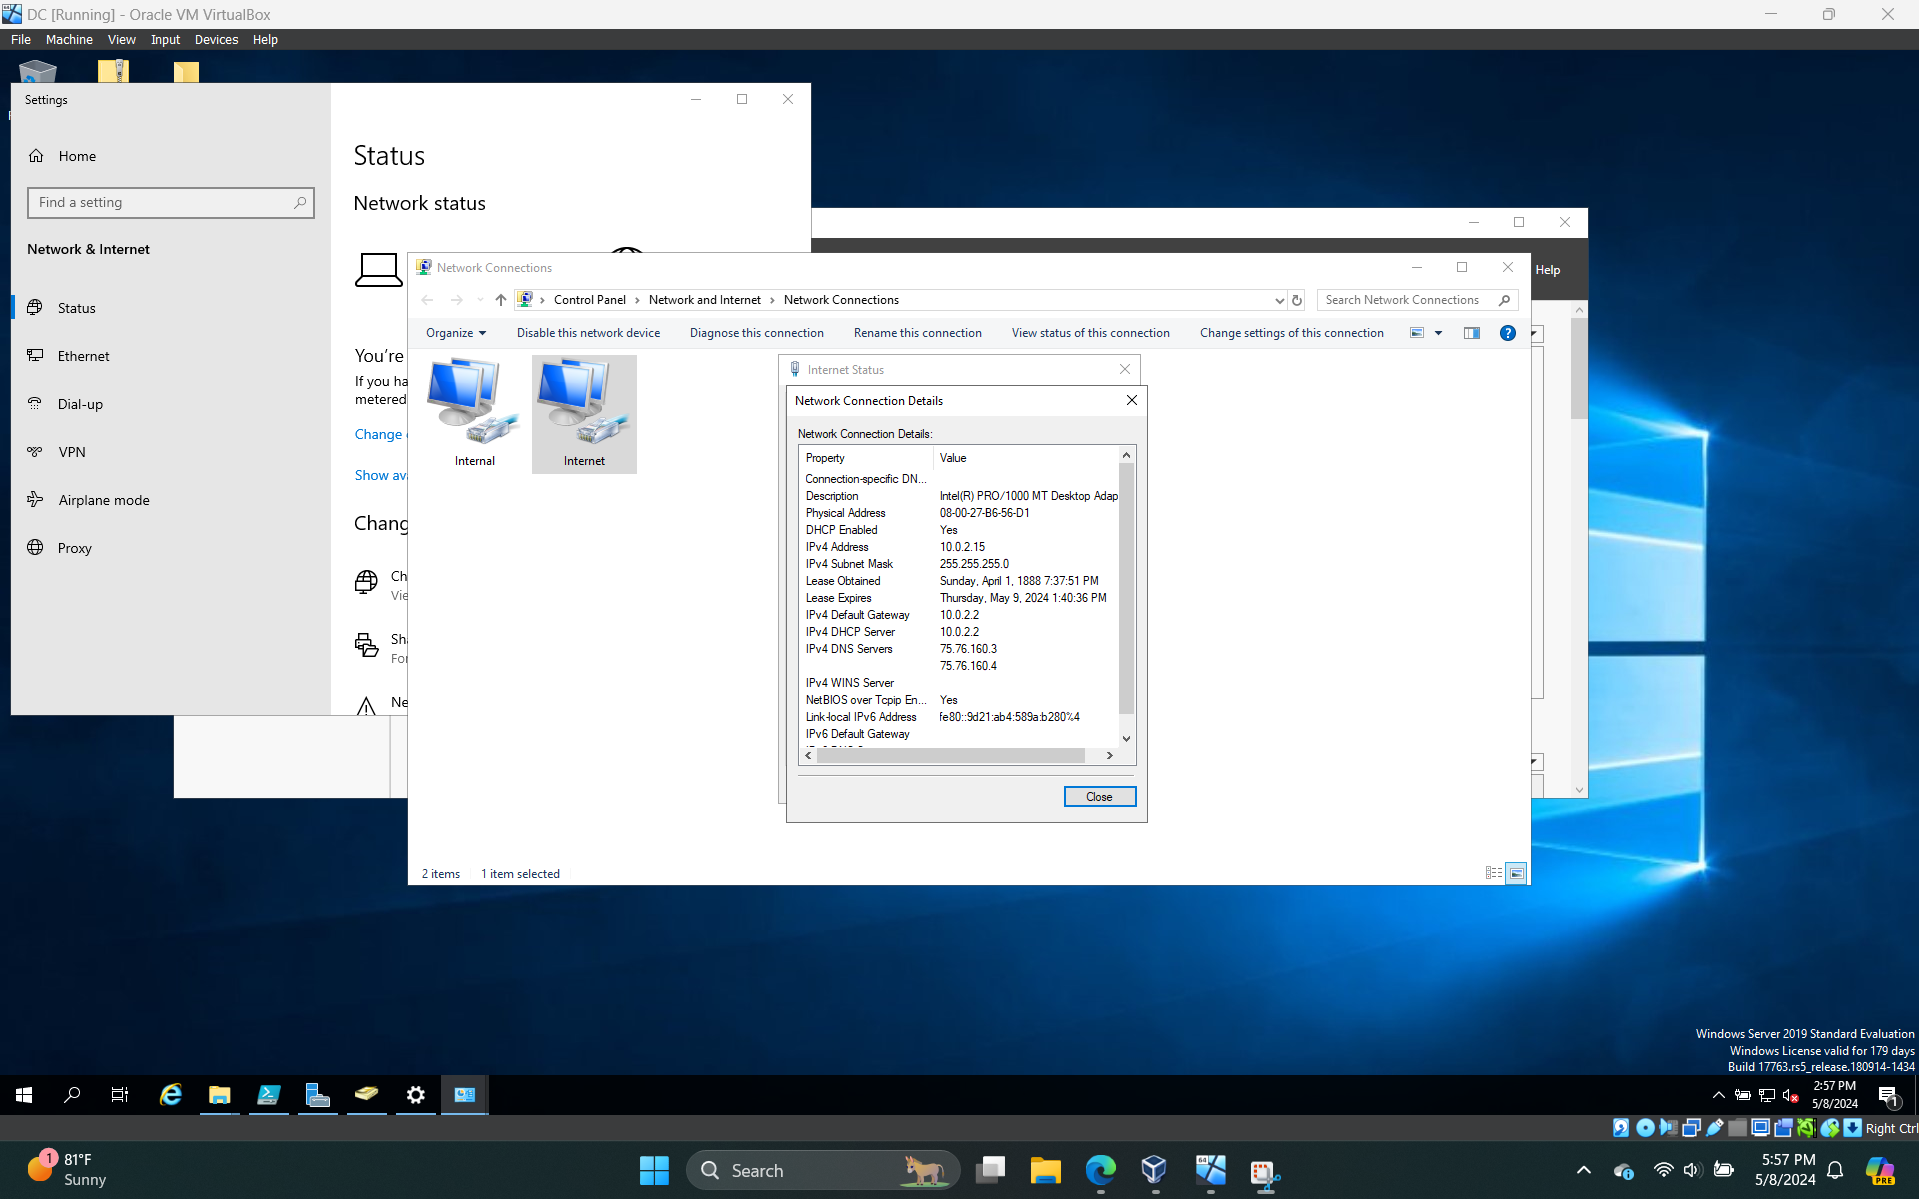 DC [Running] - Oracle VM VirtualBox
File Machine View Input Devices Help
Settings
Home
Find a setting
Network & Internet
Status
Ethernet
Dial-up
VPN
Airplane mode
Proxy
Status
Network status
You're
If you ha
metered
Change
Show ava
Chang
Ch
Vie
Sha
For
Ne
Help
Network Connections
Control Panel > Network and Internet > Network Connections
Search Network Connections
Organize Disable this network device Diagnose this connection Rename this connection View status of this connection Change settings of this connection
Internal
Internet
Internet Status
Network Connection Details
Network Connection Details:
Property Value
Connection-specific DN...
Description Intel(R) PRO/1000 MT Desktop Adap
Physical Address 08-00-27-B6-56-D1
DHCP Enabled Yes
IPv4 Address 10.0.2.15
IPv4 Subnet Mask 255.255.255.0
Lease Obtained Sunday, April 1, 1888 7:37:51 PM
Lease Expires Thursday, May 9, 2024 1:40:36 PM
IPv4 Default Gateway 10.0.2.2
IPv4 DHCP Server 10.0.2.2
IPv4 DNS Servers 75.76.160.3
75.76.160.4
IPv4 WINS Server
NetBIOS over Tcpip En... Yes
Link-local IPv6 Address fe80::9d21:ab4:589a:b280%4
IPv6 Default Gateway
Close
2 items 1 item selected
Windows Server 2019 Standard Evaluation
Windows License valid for 179 days
Build 17763.rs5_release.180914-1434
2:57 PM
5/8/2024
1
Right Ctrl
1
81°F
Sunny
Search
64
5:57 PM
5/8/2024
PRE